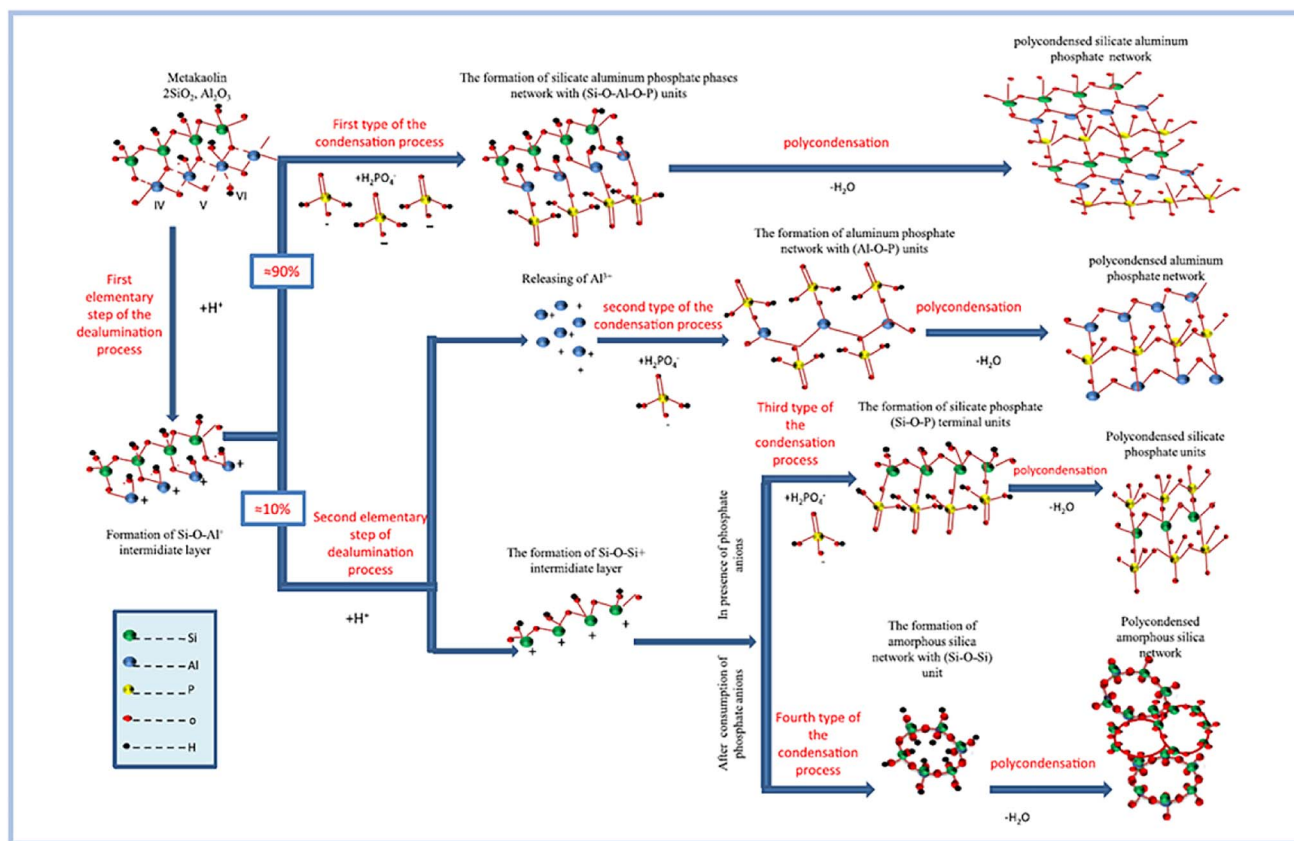 Metakaolin
2SiO₂, Al₂O₃
IV V VI
First
elementary
step of the
dealumination
process
+H⁺
Formation of Si-O-Al⁺
intermidiate layer
≈90%
≈10%
First type of the
condensation process
+H₂PO₄⁻
- - -
The formation of silicate aluminum phosphate phases
network with (Si-O-Al-O-P) units
polycondensation
-H₂O
polycondensed silicate aluminum
phosphate network
Second elementary
step of
dealumination
process
+H⁺
Releasing of Al³⁺
second type of the
condensation process
+H₂PO₄⁻
-
The formation of aluminum phosphate
network with (Al-O-P) units
polycondensation
-H₂O
polycondensed aluminum
phosphate network
The formation of Si-O-Si+
intermidiate layer
+ + + +
In presence of phosphate
anions
After consumption of
phosphate anions
Third type of
the
condensation
process
+H₂PO₄⁻
-
The formation of silicate phosphate
(Si-O-P) terminal units
polycondensation
-H₂O
Polycondensed silicate
phosphate units
Fourth type of
the
condensation
process
The formation of
amorphous silica
network with (Si-O-Si)
unit
polycondensation
-H₂O
Polycondensed
amorphous silica
network
Si
Al
P
o
H